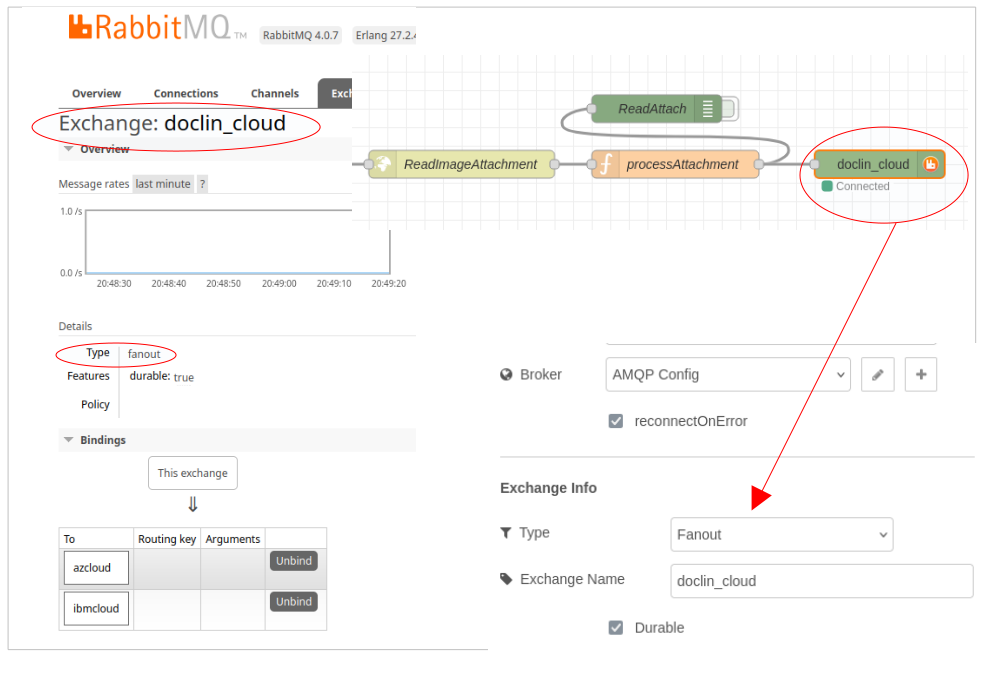 RabbitMQ TM
RabbitMQ 4.0.7 Erlang 27.2.4
Overview Connections Channels Exch
Exchange: doclin_cloud
Overview
Message rates last minute ?
1.0 /s
0.0 /s
20:48:30 20:48:40 20:48:50 20:49:00 20:49:10 20:49:20
Details
Type fanout
Features durable: true
Policy
Bindings
This exchange
⇓
To Routing key Arguments
azcloud Unbind
ibmcloud Unbind
ReadAttach
ReadImageAttachment processAttachment doclin_cloud
Connected
Broker AMQP Config
reconnectOnError
Exchange Info
Type Fanout
Exchange Name doclin_cloud
Durable